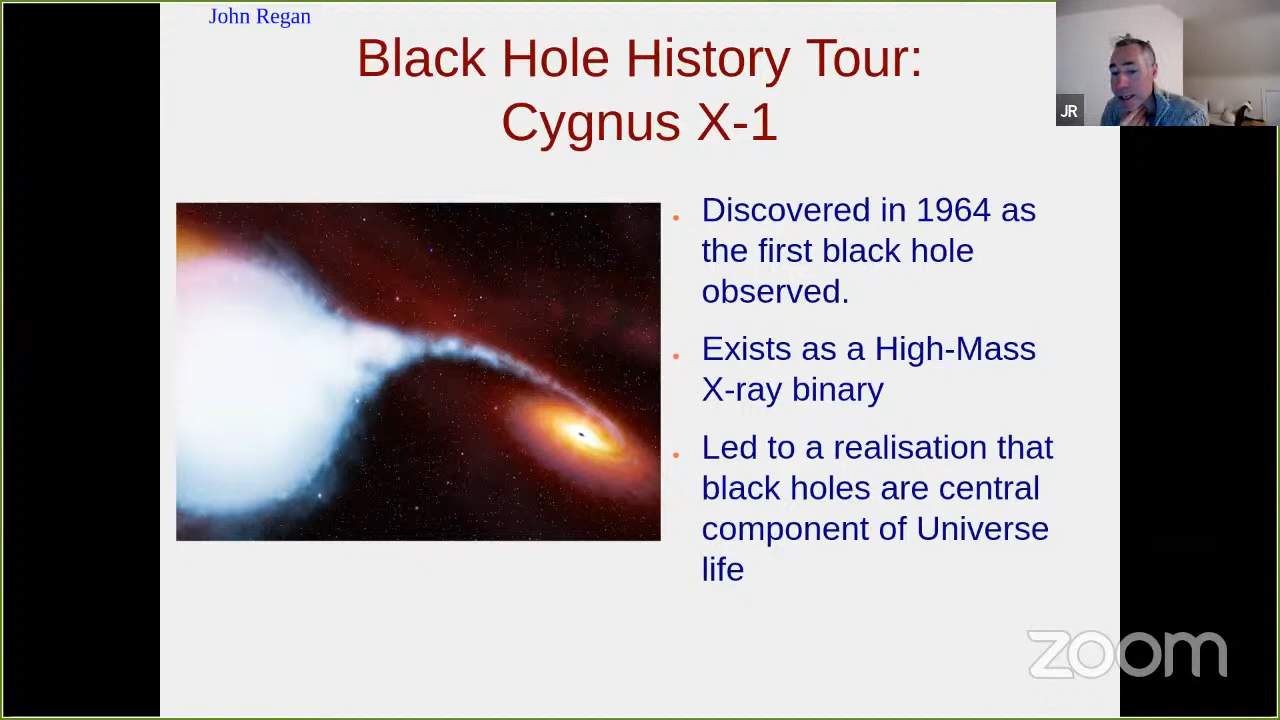 John Regan
Black Hole History Tour:
Cygnus X-1
JR
Discovered in 1964 as
the first black hole
observed.
Exists as a High-Mass
X-ray binary
Led to a realisation that
black holes are central
component of Universe
life
zoom